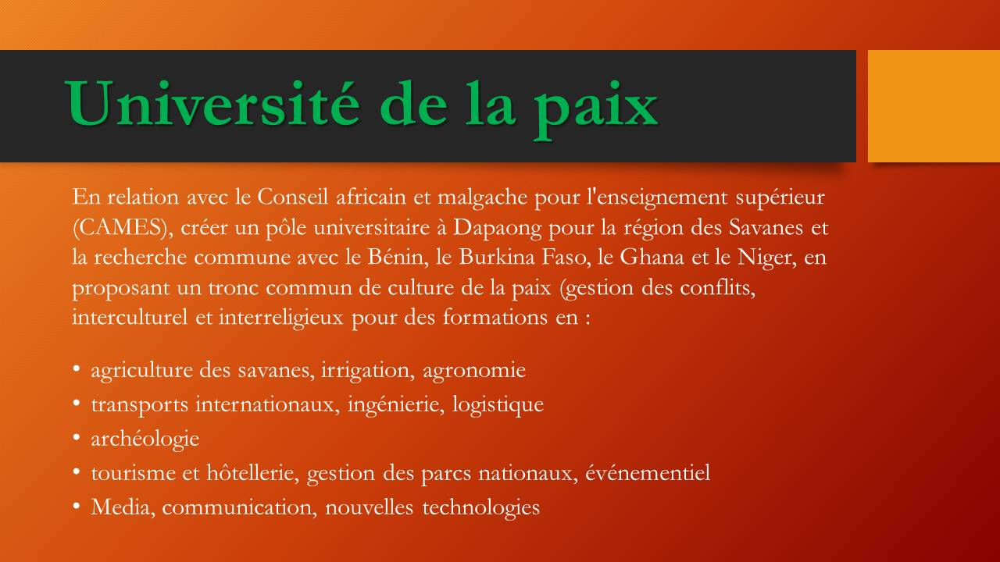 Université de la paix
En relation avec le Conseil africain et malgache pour l'enseignement supérieur
(CAMES), créer un pôle universitaire à Dapaong pour la région des Savanes et
la recherche commune avec le Bénin, le Burkina Faso, le Ghana et le Niger, en
proposant un tronc commun de culture de la paix (gestion des conflits,
interculturel et interreligieux pour des formations en :
• agriculture des savanes, irrigation, agronomie
• transports internationaux, ingénierie, logistique
• archéologie
• tourisme et hôtellerie, gestion des parcs nationaux, événementiel
• Media, communication, nouvelles technologies